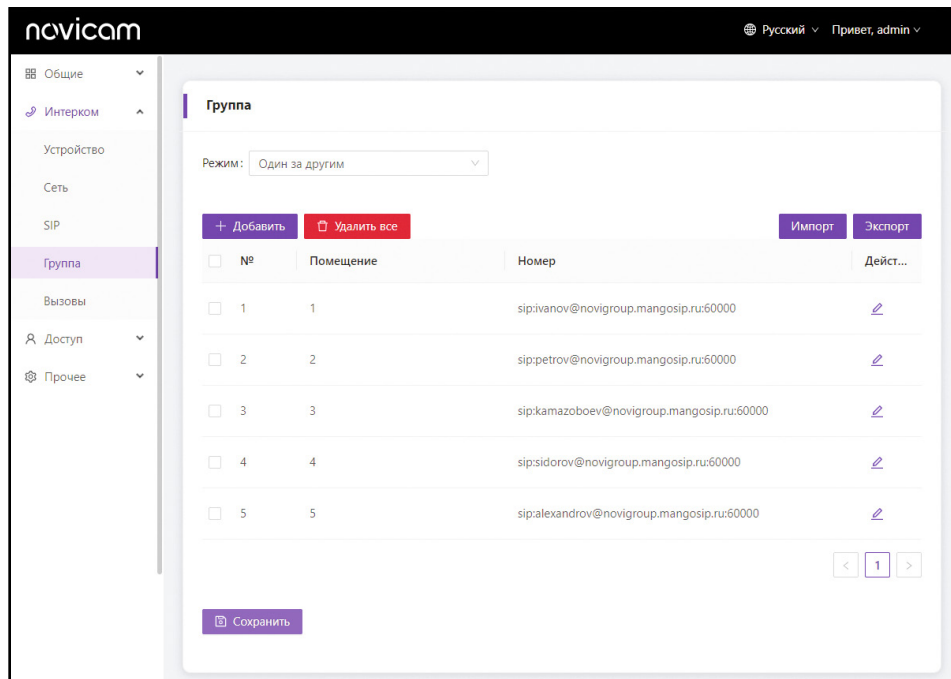 novicam
Русский Привет, admin
Общие
Интерком
Устройство
Сеть
SIP
Группа
Вызовы
Доступ
Прочее
Группа
Режим: Один за другим
+ Добавить Удалить все Импорт Экспорт
№ Помещение Номер Дейст...
1 1 sip:ivanov@novigroup.mangosip.ru:60000
2 2 sip:petrov@novigroup.mangosip.ru:60000
3 3 sip:kamazoboev@novigroup.mangosip.ru:60000
4 4 sip:sidorov@novigroup.mangosip.ru:60000
5 5 sip:alexandrov@novigroup.mangosip.ru:60000
< 1 >
Сохранить